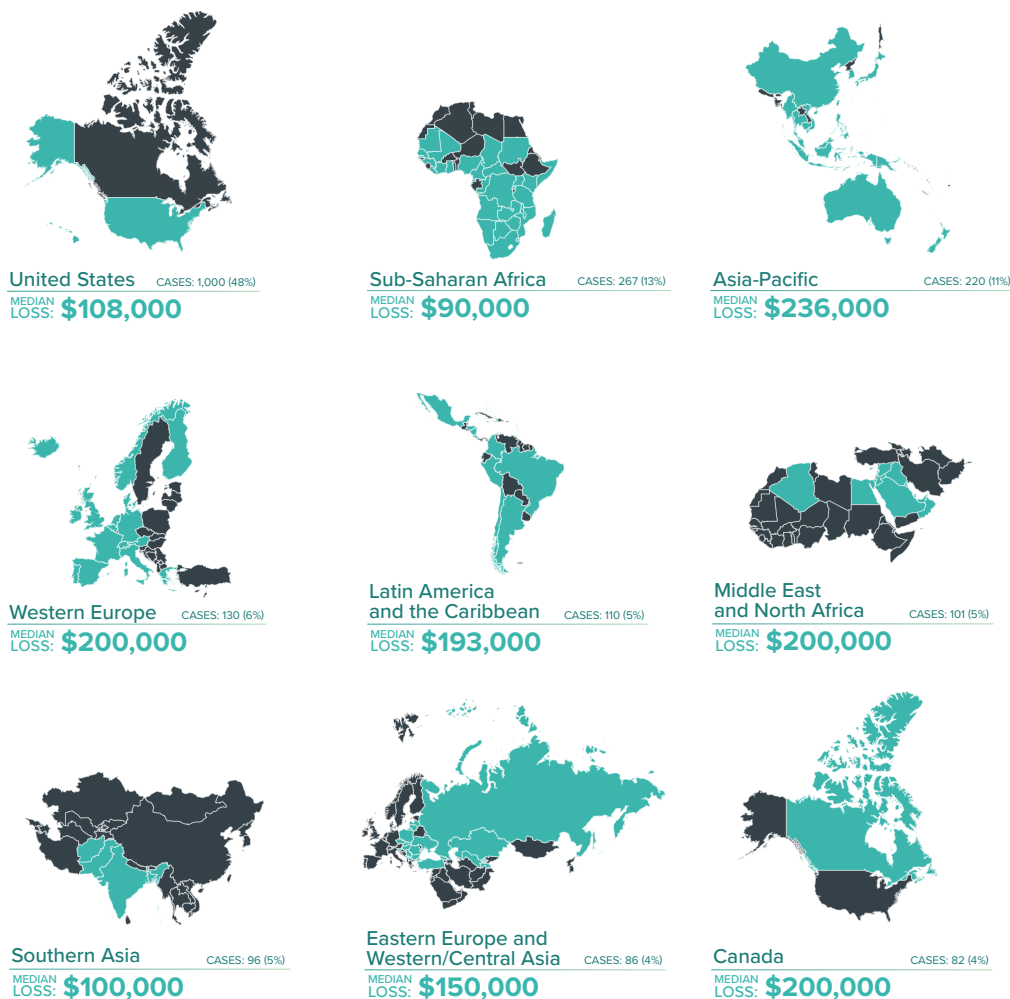 United States CASES: 1,000 (48%)
MEDIAN LOSS: $108,000
Sub-Saharan Africa CASES: 267 (13%)
MEDIAN LOSS: $90,000
Asia-Pacific CASES: 220 (11%)
MEDIAN LOSS: $236,000
Western Europe CASES: 130 (6%)
MEDIAN LOSS: $200,000
Latin America
and the Caribbean CASES: 110 (5%)
MEDIAN LOSS: $193,000
Middle East
and North Africa CASES: 101 (5%)
MEDIAN LOSS: $200,000
Southern Asia CASES: 96 (5%)
MEDIAN LOSS: $100,000
Eastern Europe and
Western/Central Asia CASES: 86 (4%)
MEDIAN LOSS: $150,000
Canada CASES: 82 (4%)
MEDIAN LOSS: $200,000